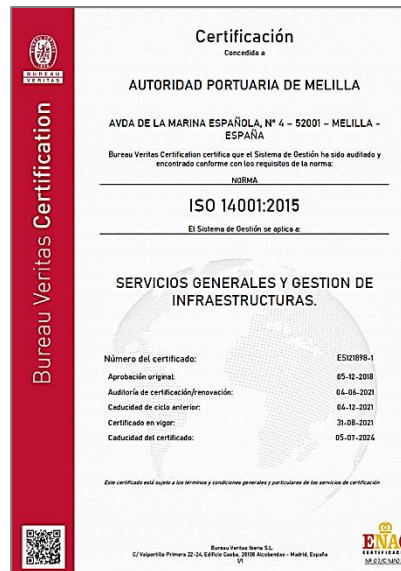 BUREAU
VERITAS
Bureau Veritas Certification
Certificación
Concedida a
AUTORIDAD PORTUARIA DE MELILLA
AVDA DE LA MARINA ESPAÑOLA, Nº 4 – 52001 – MELILLA –
ESPAÑA
Bureau Veritas Certification certifica que el Sistema de Gestión ha sido auditado y
encontrado conforme con los requisitos de la norma:
NORMA
ISO 14001:2015
El Sistema de Gestión se aplica a:
SERVICIOS GENERALES Y GESTION DE
INFRAESTRUCTURAS.
Número del certificado: ES121898-1
Aprobación original: 05-12-2018
Auditoría de certificación/renovación: 04-06-2021
Caducidad de ciclo anterior: 04-12-2021
Certificado en vigor: 31-08-2021
Caducidad del certificado: 05-07-2024
Este certificado está sujeto a los términos y condiciones generales y particulares de los servicios de certificación
Bureau Veritas Iberia S.L.
C/ Valportillo Primera 22-24, Edificio Caoba, 28108 Alcobendas - Madrid, España
1/1
ENAC